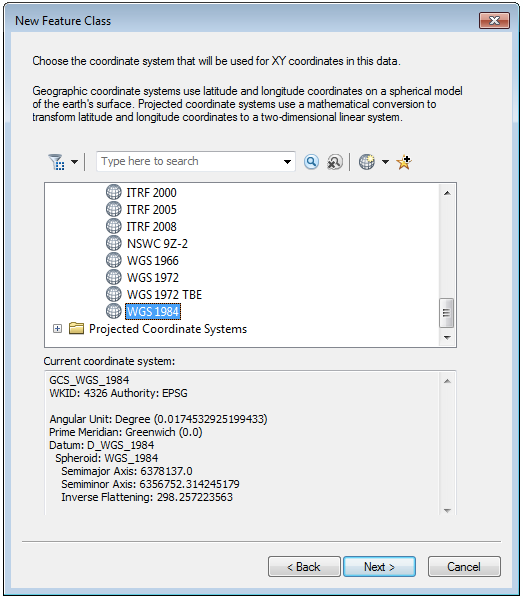 New Feature Class
Choose the coordinate system that will be used for XY coordinates in this data.
Geographic coordinate systems use latitude and longitude coordinates on a spherical model
of the earth's surface. Projected coordinate systems use a mathematical conversion to
transform latitude and longitude coordinates to a two-dimensional linear system.
Type here to search
ITRF 2000
ITRF 2005
ITRF 2008
NSWC 9Z-2
WGS 1966
WGS 1972
WGS 1972 TBE
WGS 1984
Projected Coordinate Systems
Current coordinate system:
GCS_WGS_1984
WKID: 4326 Authority: EPSG
Angular Unit: Degree (0.0174532925199433)
Prime Meridian: Greenwich (0.0)
Datum: D_WGS_1984
Spheroid: WGS_1984
Semimajor Axis: 6378137.0
Semiminor Axis: 6356752.314245179
Inverse Flattening: 298.257223563
< Back
Next >
Cancel